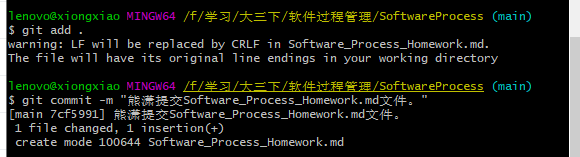 lenovo@xiongxiao MINGW64 /f/学习/大三下/软件过程管理/SoftwareProcess (main)
$ git add .
warning: LF will be replaced by CRLF in Software_Process_Homework.md.
The file will have its original line endings in your working directory
lenovo@xiongxiao MINGW64 /f/学习/大三下/软件过程管理/SoftwareProcess (main)
$ git commit -m "熊潇提交Software_Process_Homework.md文件。"
[main 7cf5991] 熊潇提交Software_Process_Homework.md文件。
1 file changed, 1 insertion(+)
create mode 100644 Software_Process_Homework.md